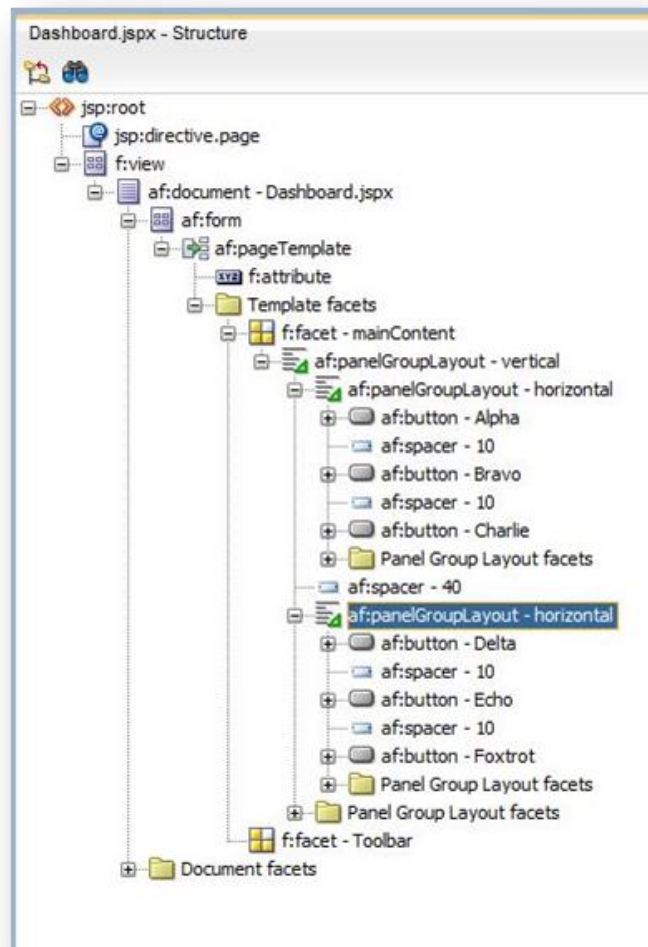 Dashboard.jspx - Structure
jsp:root
jsp:directive.page
f:view
af:document - Dashboard.jspx
af:form
af:pageTemplate
XYZ f:attribute
Template facets
f:facet - mainContent
af:panelGroupLayout - vertical
af:panelGroupLayout - horizontal
af:button - Alpha
af:spacer - 10
af:button - Bravo
af:spacer - 10
af:button - Charlie
Panel Group Layout facets
af:spacer - 40
af:panelGroupLayout - horizontal
af:button - Delta
af:spacer - 10
af:button - Echo
af:spacer - 10
af:button - Foxtrot
Panel Group Layout facets
Panel Group Layout facets
f:facet - Toolbar
Document facets